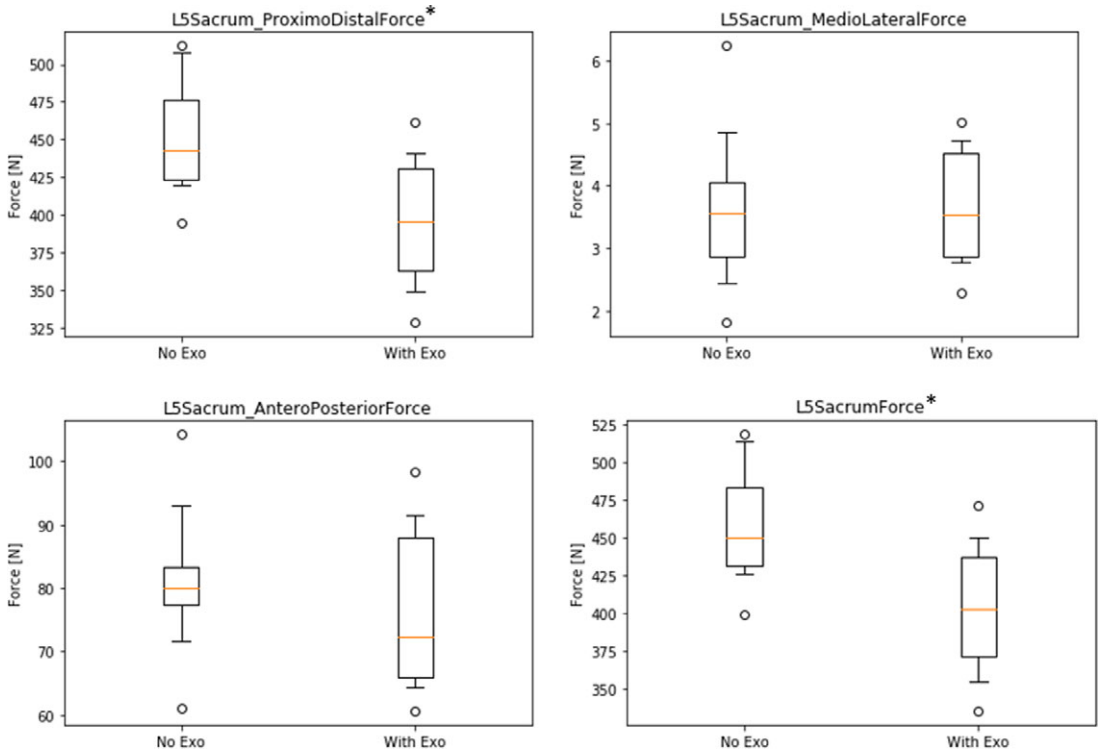 L5Sacrum_ProximoDistalForce*
500
475
450
425
400
375
350
325
Force [N]
No Exo
With Exo
L5Sacrum_MedioLateralForce
6
5
4
3
2
Force [N]
No Exo
With Exo
L5Sacrum_AnteroPosteriorForce
100
90
80
70
60
Force [N]
No Exo
With Exo
L5SacrumForce*
525
500
475
450
425
400
375
350
Force [N]
No Exo
With Exo